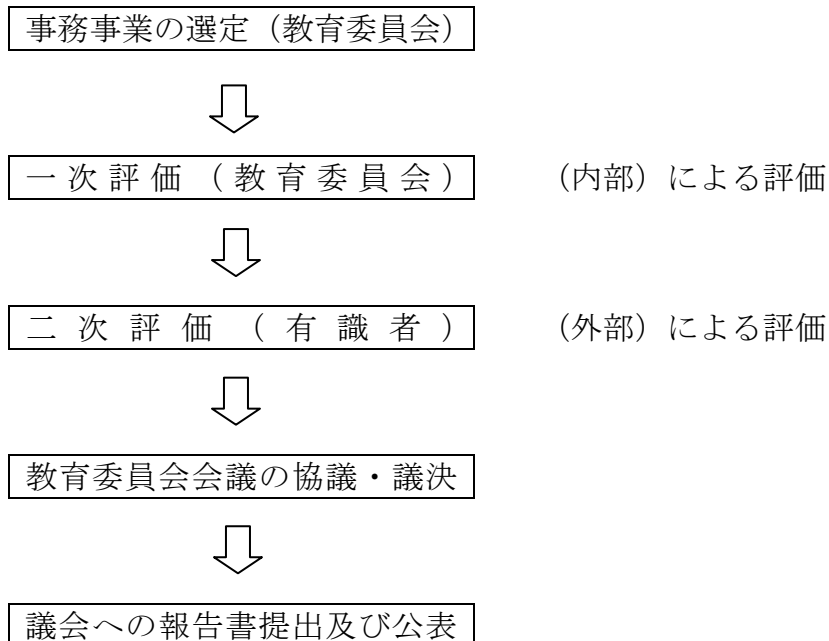 事務事業の選定（教育委員会）
一次評価（教育委員会） （内部）による評価
二次評価（有識者） （外部）による評価
教育委員会会議の協議・議決
議会への報告書提出及び公表